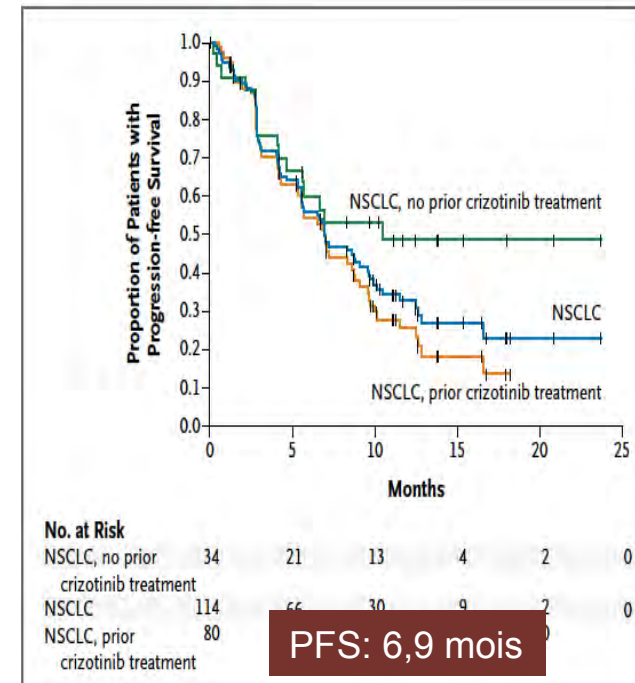 1.0
0.9
0.8
0.7
0.6
0.5
0.4
0.3
0.2
0.1
0.0
Proportion of Patients with
Progression-free Survival
NSCLC, no prior crizotinib treatment
NSCLC
NSCLC, prior crizotinib treatment
0 5 10 15 20 25
Months
No. at Risk
NSCLC, no prior 34 21 13 4 2 0
crizotinib treatment
NSCLC 114 66 30 9 2 0
NSCLC, prior 80
crizotinib treatment
PFS: 6,9 mois